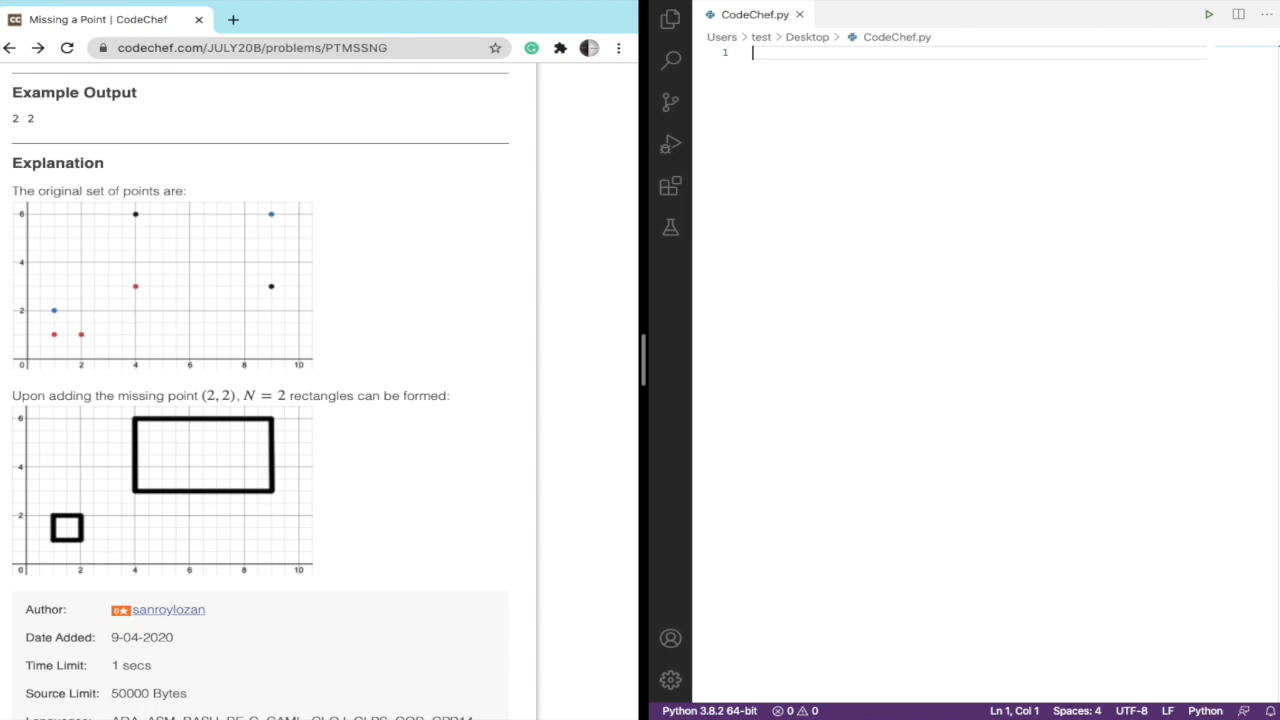 Missing a Point | CodeChef
codechef.com/JULY20B/problems/PTMSSNG
Example Output
2 2
Explanation
The original set of points are:
6
4
2
0 2 4 6 8 10
Upon adding the missing point (2, 2), N = 2 rectangles can be formed:
6
4
2
0 2 4 6 8 10
Author: 6★ sanroylozan
Date Added: 9-04-2020
Time Limit: 1 secs
Source Limit: 50000 Bytes
CodeChef.py
Users > test > Desktop > CodeChef.py
1
Python 3.8.2 64-bit 0 0 Ln 1, Col 1 Spaces: 4 UTF-8 LF Python